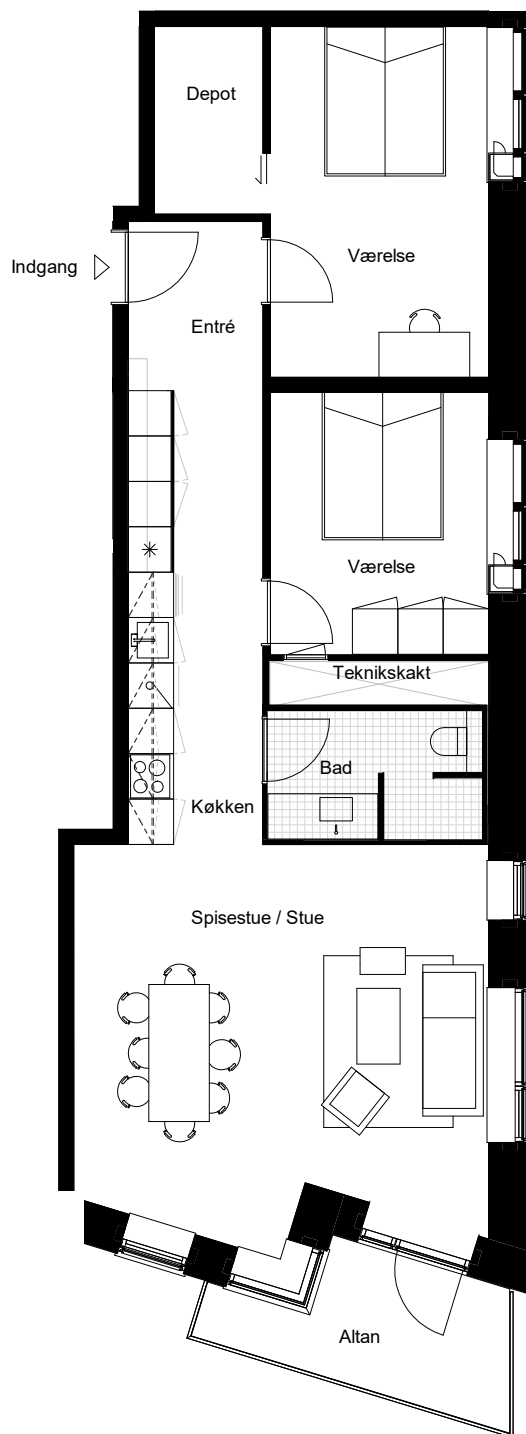 Depot
Værelse
Indgang
Entré
Værelse
Teknikskakt
Bad
Køkken
Spisestue / Stue
Altan